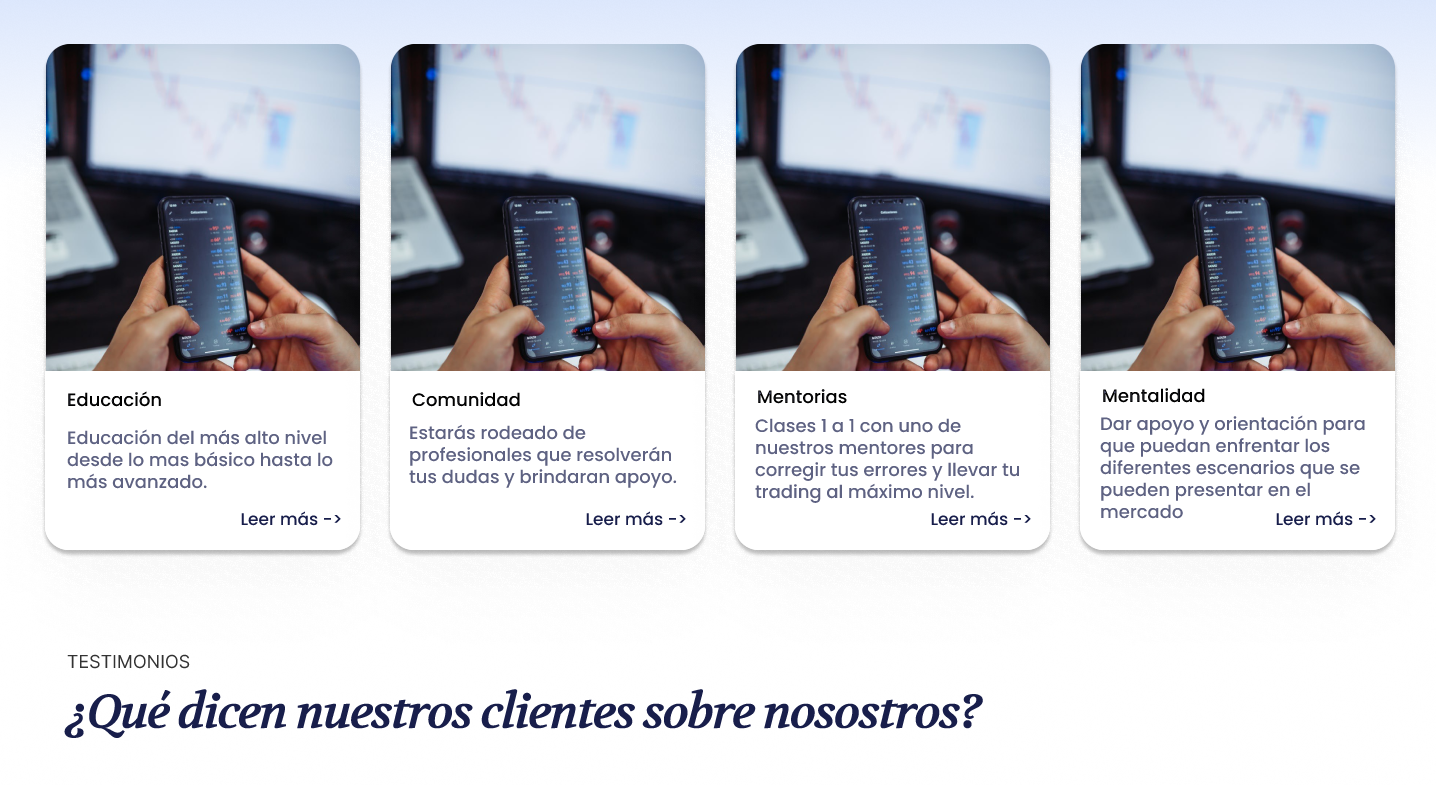 Educación
Educación del más alto nivel
desde lo mas básico hasta lo
más avanzado.
Leer más ->
Comunidad
Estarás rodeado de
profesionales que resolverán
tus dudas y brindaran apoyo.
Leer más ->
Mentorias
Clases 1 a 1 con uno de
nuestros mentores para
corregir tus errores y llevar tu
trading al máximo nivel.
Leer más ->
Mentalidad
Dar apoyo y orientación para
que puedan enfrentar los
diferentes escenarios que se
pueden presentar en el
mercado
Leer más ->
TESTIMONIOS
¿Qué dicen nuestros clientes sobre nosostros?